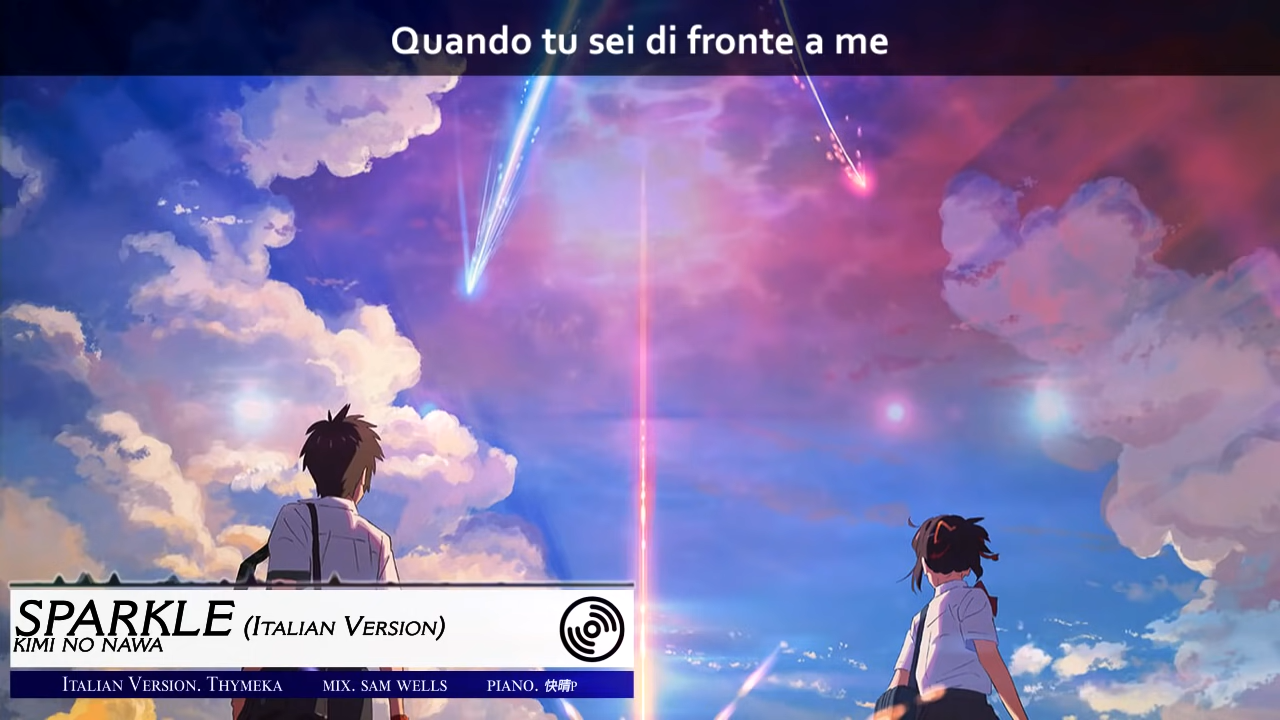 Quando tu sei di fronte a me
SPARKLE (ITALIAN VERSION)
KIMI NO NAWA
ITALIAN VERSION. THYMEKA MIX. SAM WELLS PIANO. 快晴P